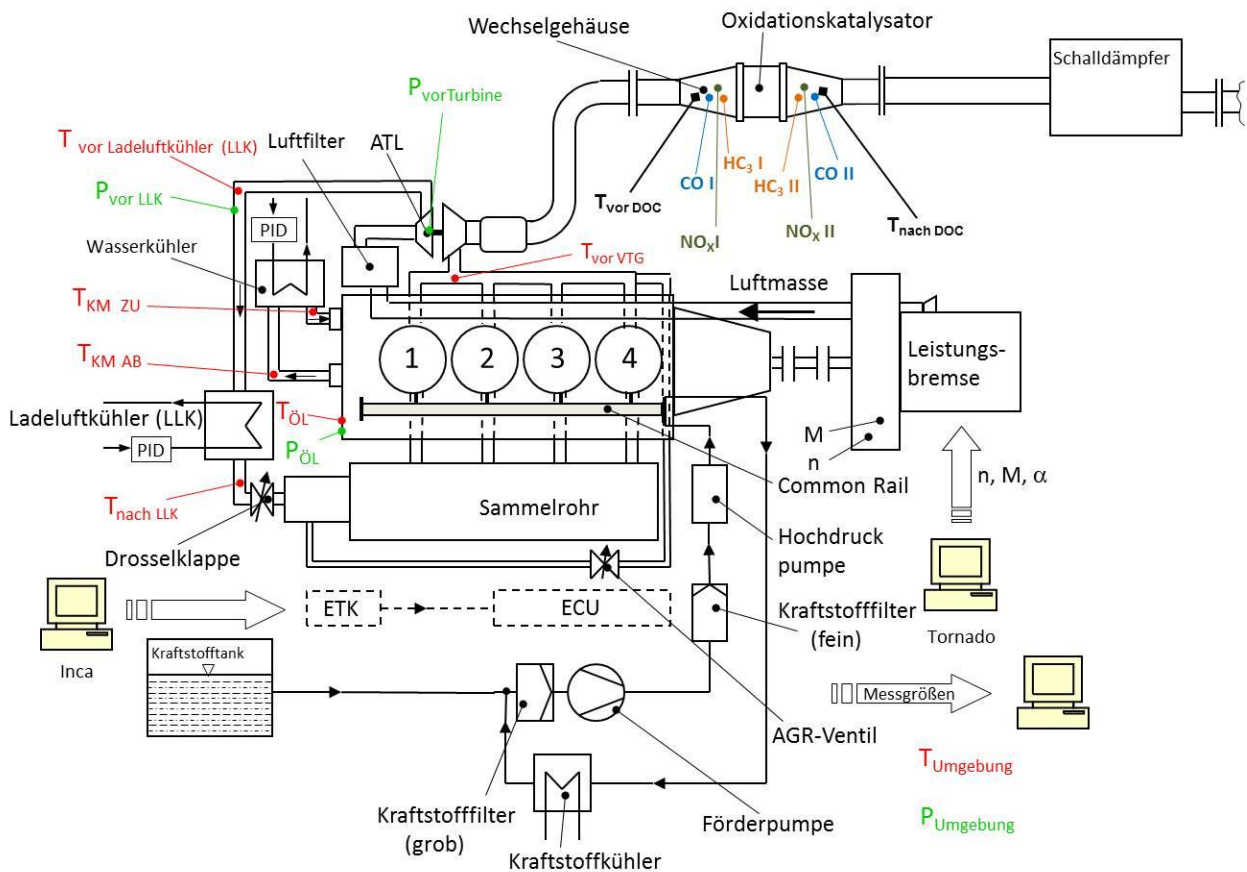 Wechselgehäuse
Oxidationskatalysator
Schalldämpfer
P vorTurbine
T vor Ladeluftkühler (LLK)
Luftfilter
ATL
P vor LLK
HC3 I
HC3 II
CO I
CO II
T vor DOC
T nach DOC
NOX I
NOX II
PID
Wasserkühler
T vor VTG
Luftmasse
T KM ZU
T KM AB
1
2
3
4
Leistungs-
bremse
Ladeluftkühler (LLK)
PID
TÖL
PÖL
M
n
n, M, α
Common Rail
T nach LLK
Sammelrohr
Drosselklappe
Hochdruck
pumpe
ETK
ECU
Kraftstofffilter
(fein)
Tornado
Inca
Kraftstofftank
Messgrößen
AGR-Ventil
T Umgebung
Kraftstofffilter
(grob)
Förderpumpe
P Umgebung
Kraftstoffkühler